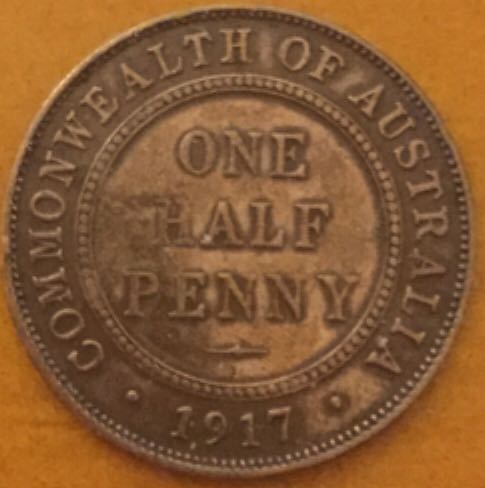 COMMONWEALTH OF AUSTRALIA
ONE
HALF
PENNY
1917